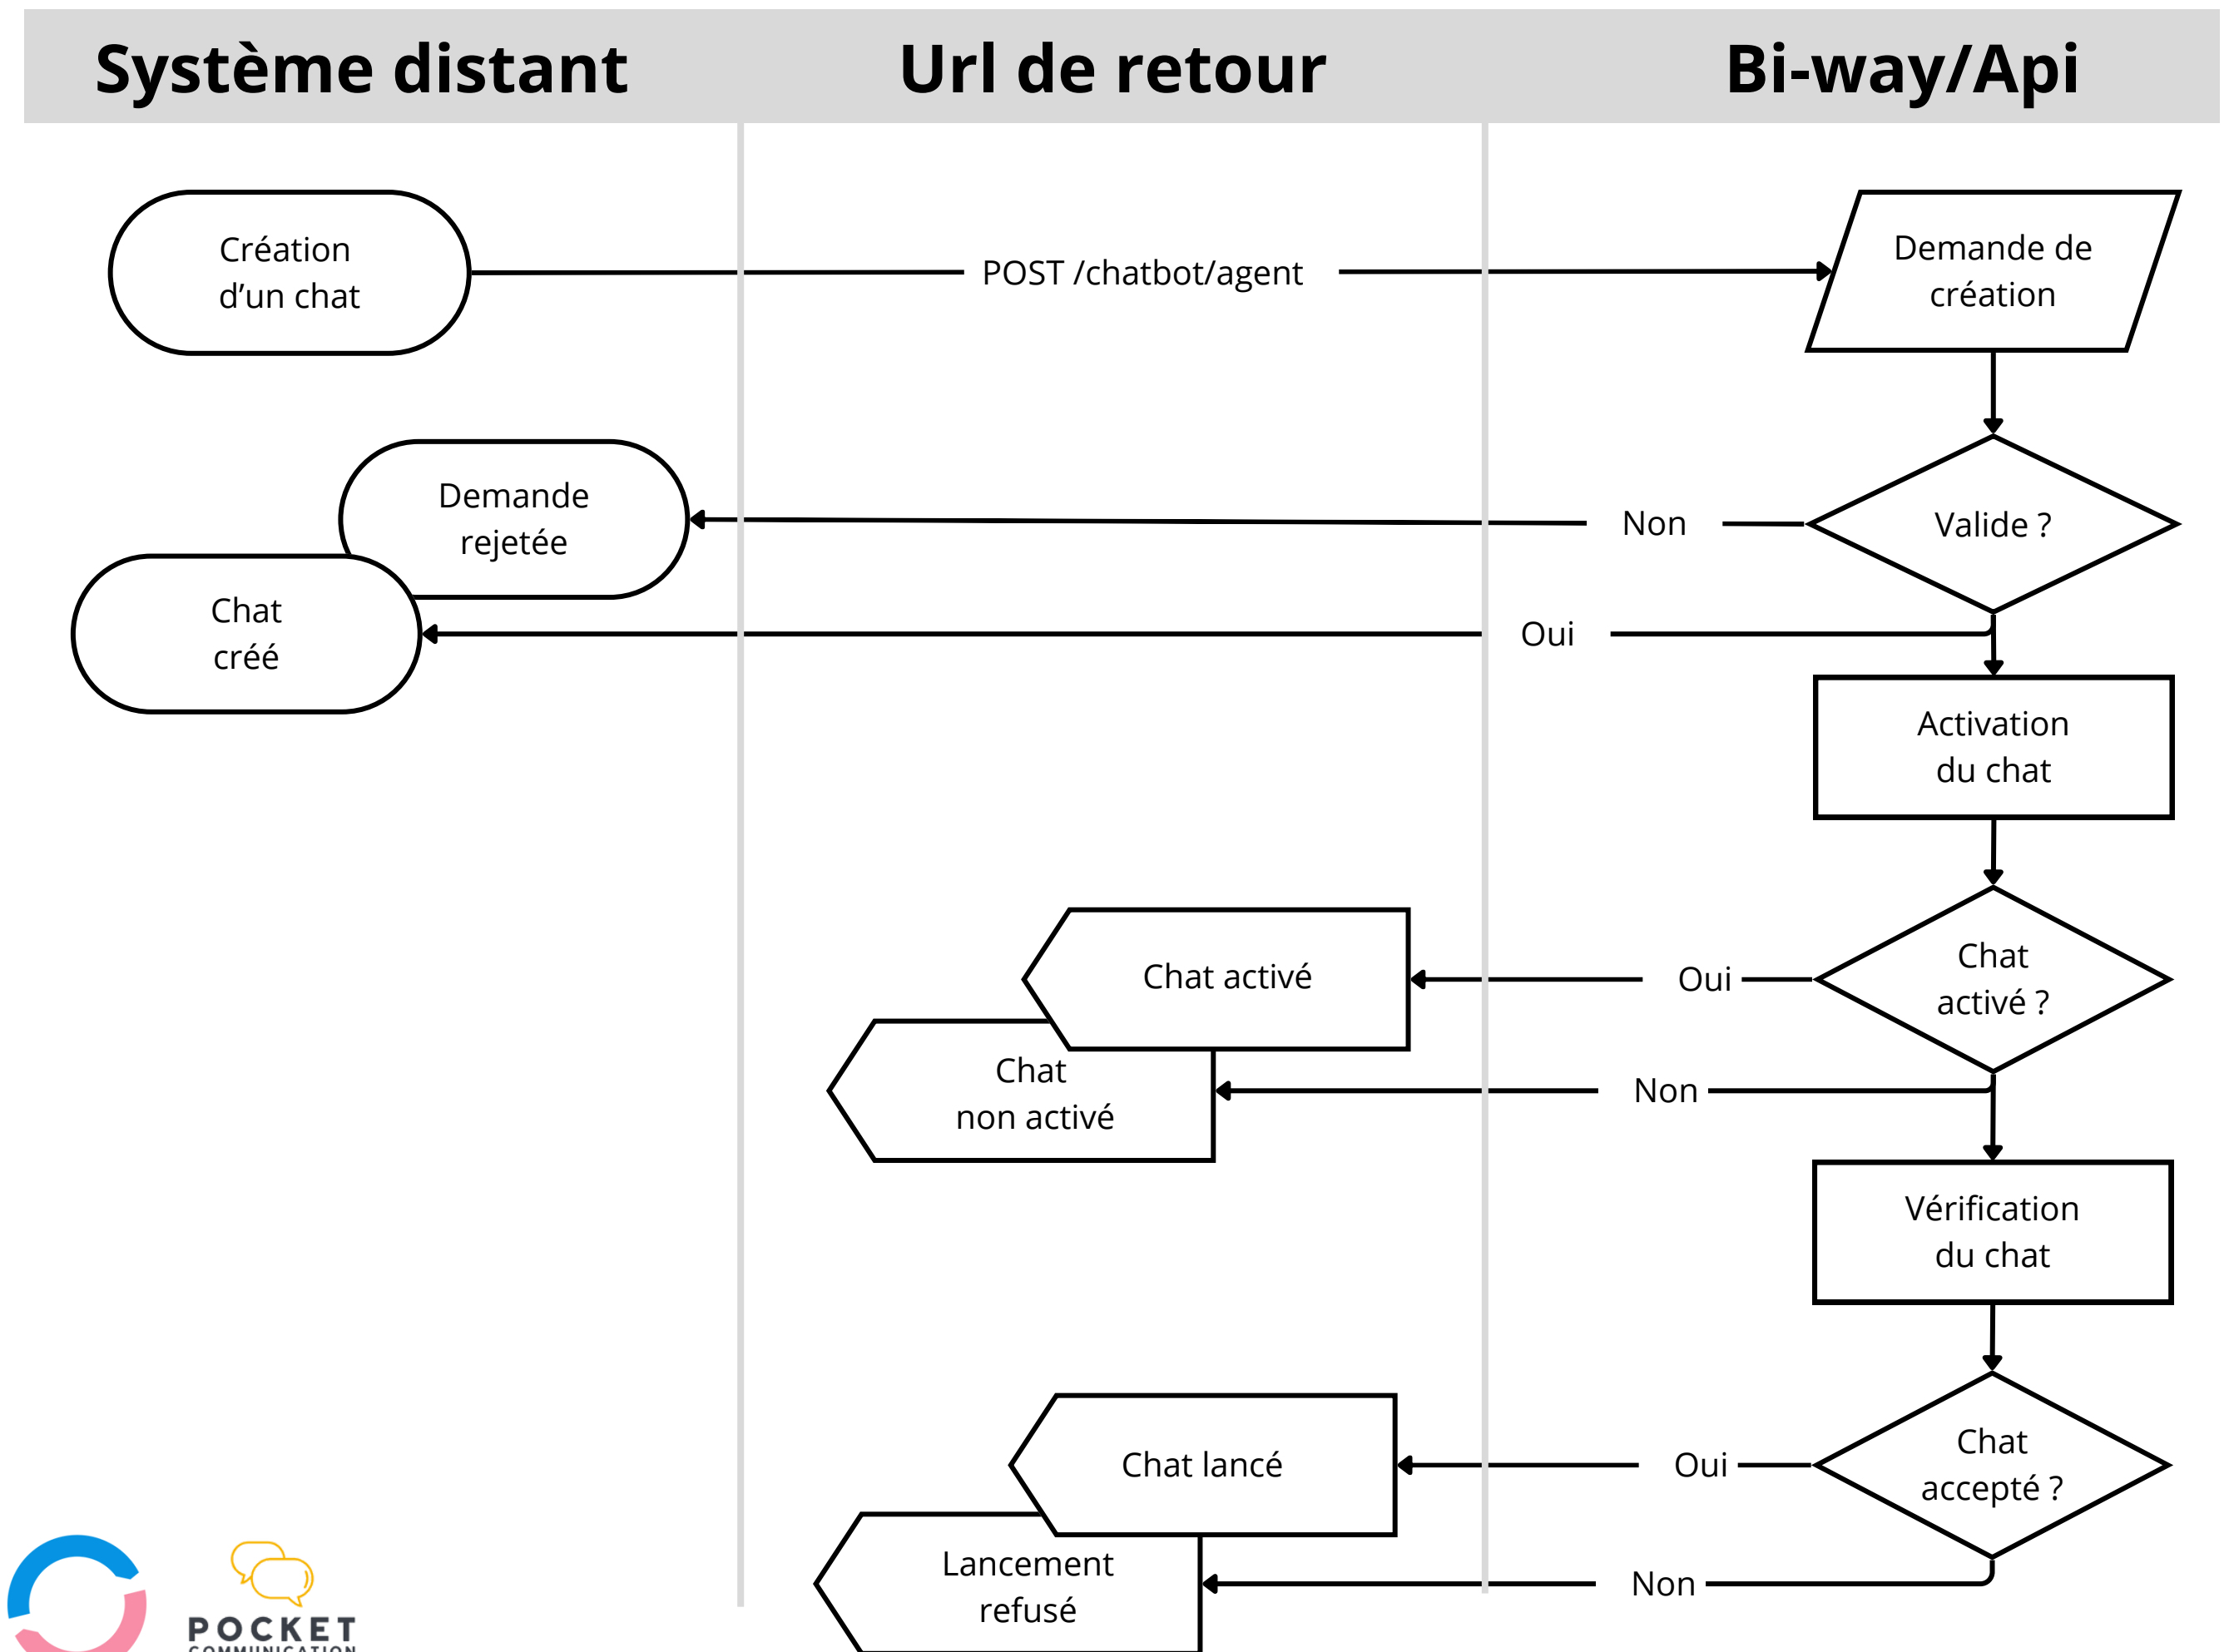 Système distant
Url de retour
Bi-way/Api
Création
d’un chat
POST /chatbot/agent
Demande de
création
Demande
rejetée
Non
Valide ?
Chat
créé
Oui
Activation
du chat
Chat activé
Oui
Chat
activé ?
Chat
non activé
Non
Vérification
du chat
Chat lancé
Oui
Chat
accepté ?
Lancement
refusé
Non
POCKET
COMMUNICATION